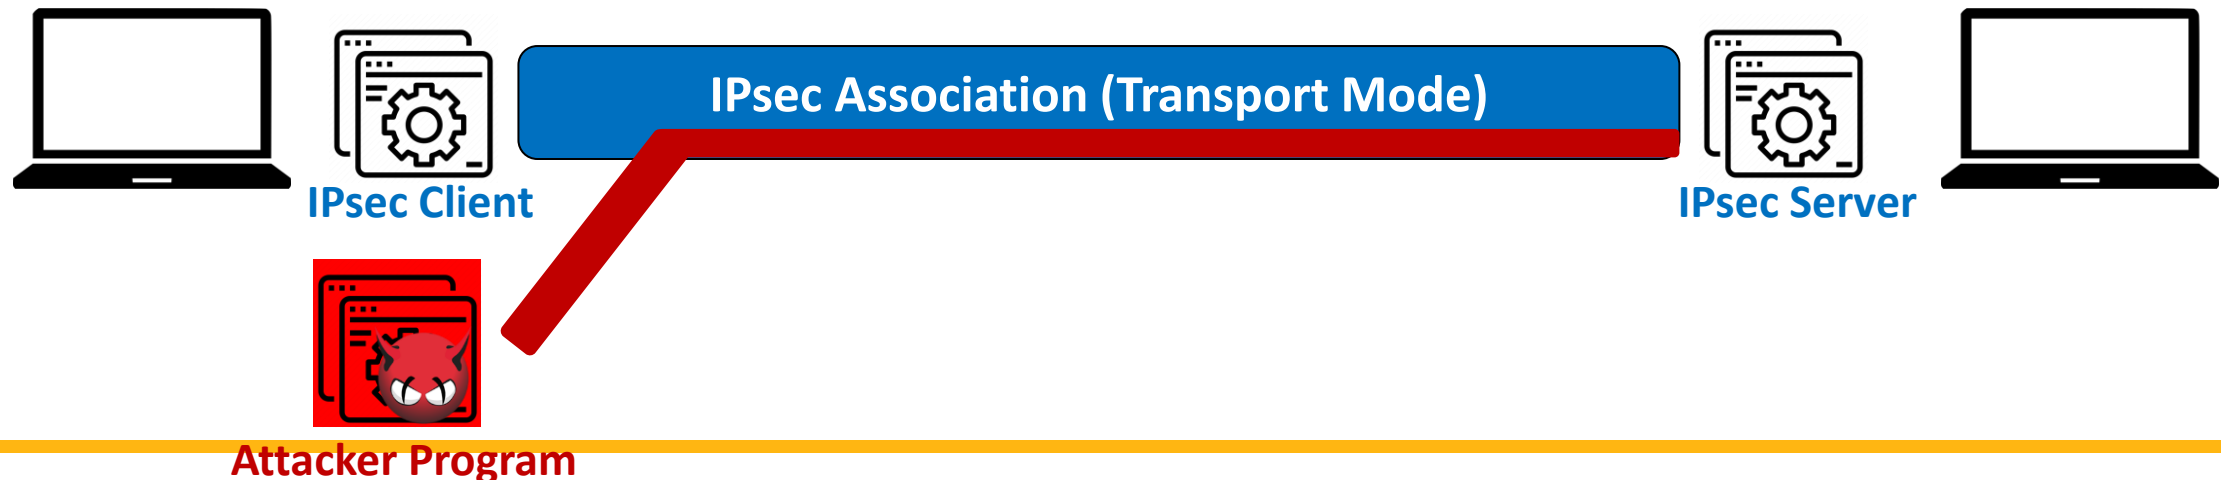 IPsec Association (Transport Mode)
IPsec Client
IPsec Server
Attacker Program